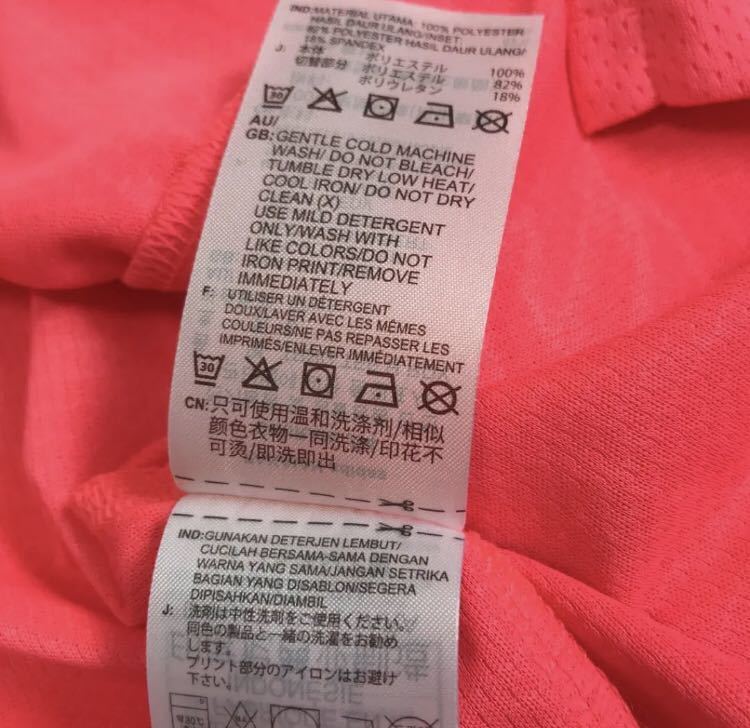 IND:MATERIAL UTAMA: 100% POLYESTER
HASIL DAUR ULANG/INSET:
82% POLYESTER HASIL DAUR ULANG/
18% SPANDEX
J: 本体 ポリエステル 100%
切替部分 ポリエステル 82%
ポリウレタン 18%
30
AU/
GB:GENTLE COLD MACHINE
WASH/ DO NOT BLEACH/
TUMBLE DRY LOW HEAT/
COOL IRON/ DO NOT DRY
CLEAN (X)
USE MILD DETERGENT
ONLY/WASH WITH
LIKE COLORS/DO NOT
IRON PRINT/REMOVE
IMMEDIATELY
F: UTILISER UN DÉTERGENT
DOUX/LAVER AVEC LES MÊMES
COULEURS/NE PAS REPASSER LES
IMPRIMÉS/ENLEVER IMMÉDIATEMENT
30
CN:只可使用温和洗涤剂/相似
颜色衣物一同洗涤/印花不
可烫/即洗即出
IND:GUNAKAN DETERJEN LEMBUT/
CUCILAH BERSAMA-SAMA DENGAN
WARNA YANG SAMA/JANGAN SETRIKA
BAGIAN YANG DISABLON/SEGERA
DIPISAHKAN/DIAMBIL
J: 洗剤は中性洗剤をご使用ください。
同色の製品と一緒の洗濯をお勧め
します。
プリント部分のアイロンはお避け
下さい。